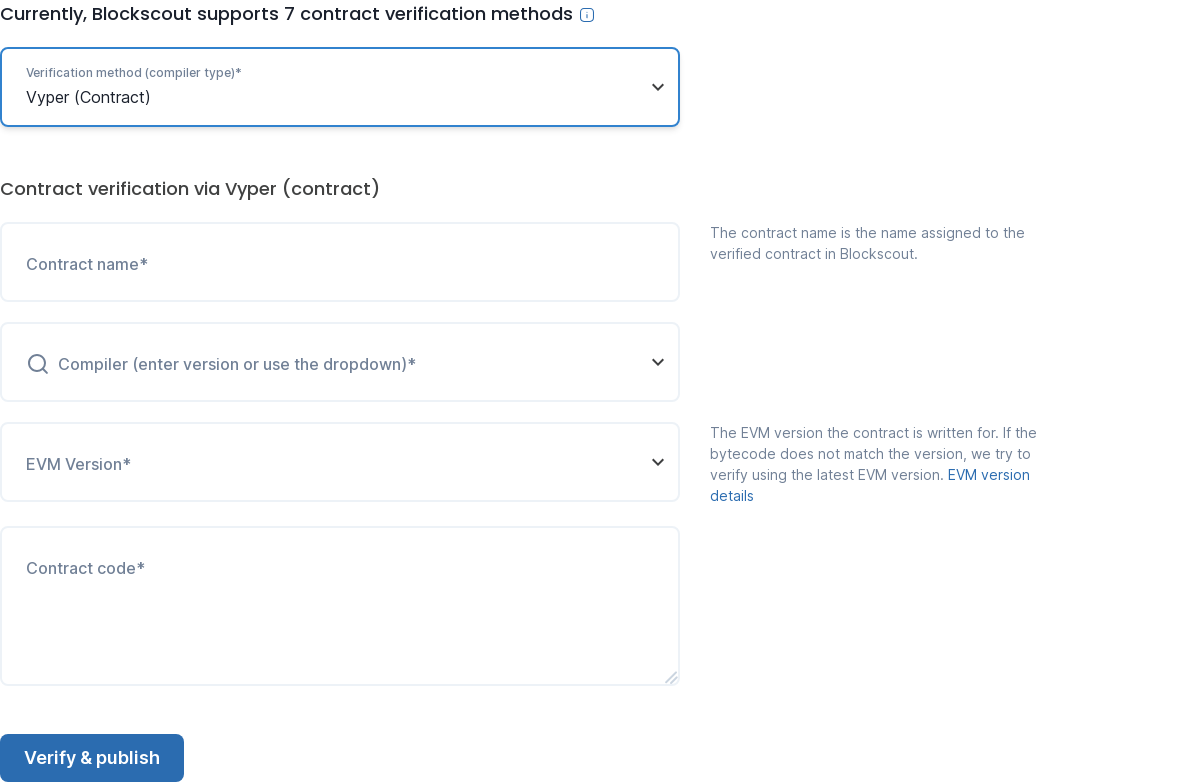 Currently, Blockscout supports 7 contract verification methods
Verification method (compiler type)*
Vyper (Contract)
Contract verification via Vyper (contract)
Contract name*
The contract name is the name assigned to the
verified contract in Blockscout.
Compiler (enter version or use the dropdown)*
EVM Version*
The EVM version the contract is written for. If the
bytecode does not match the version, we try to
verify using the latest EVM version. EVM version
details
Contract code*
Verify & publish